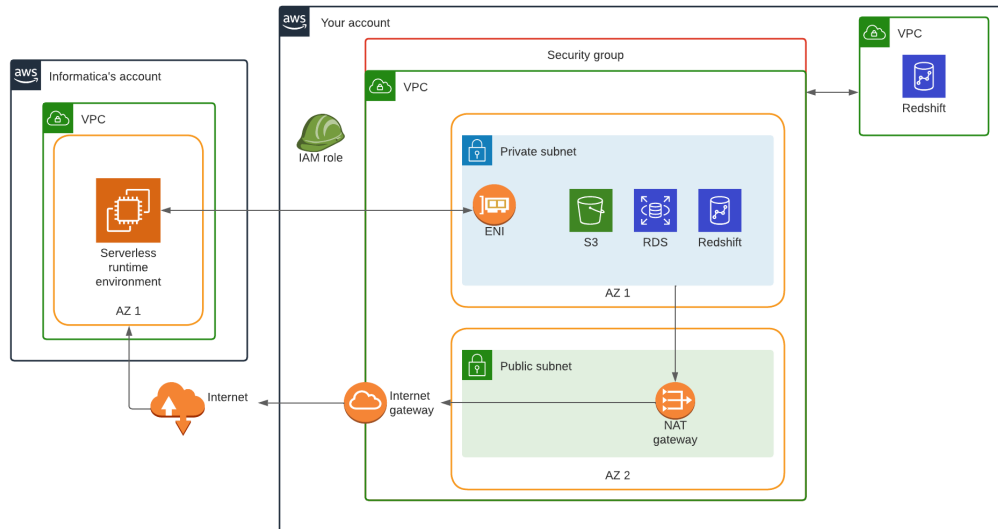 aws
Your account
VPC
Redshift
Security group
VPC
aws
Informatica's account
VPC
Serverless
runtime
environment
AZ 1
IAM role
Private subnet
ENI
S3
RDS
Redshift
AZ 1
Public subnet
NAT
gateway
AZ 2
Internet
gateway
Internet